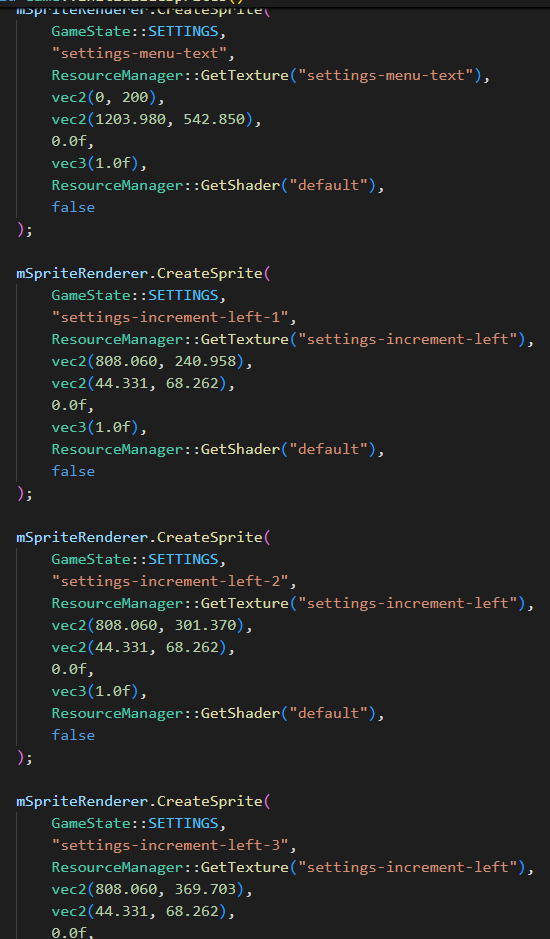 mSpriteRenderer.CreateSprite(
GameState::SETTINGS,
"settings-menu-text",
ResourceManager::GetTexture("settings-menu-text"),
vec2(0, 200),
vec2(1203.980, 542.850),
0.0f,
vec3(1.0f),
ResourceManager::GetShader("default"),
false
);
mSpriteRenderer.CreateSprite(
GameState::SETTINGS,
"settings-increment-left-1",
ResourceManager::GetTexture("settings-increment-left"),
vec2(808.060, 240.958),
vec2(44.331, 68.262),
0.0f,
vec3(1.0f),
ResourceManager::GetShader("default"),
false
);
mSpriteRenderer.CreateSprite(
GameState::SETTINGS,
"settings-increment-left-2",
ResourceManager::GetTexture("settings-increment-left"),
vec2(808.060, 301.370),
vec2(44.331, 68.262),
0.0f,
vec3(1.0f),
ResourceManager::GetShader("default"),
false
);
mSpriteRenderer.CreateSprite(
GameState::SETTINGS,
"settings-increment-left-3",
ResourceManager::GetTexture("settings-increment-left"),
vec2(808.060, 369.703),
vec2(44.331, 68.262),
0.0f,